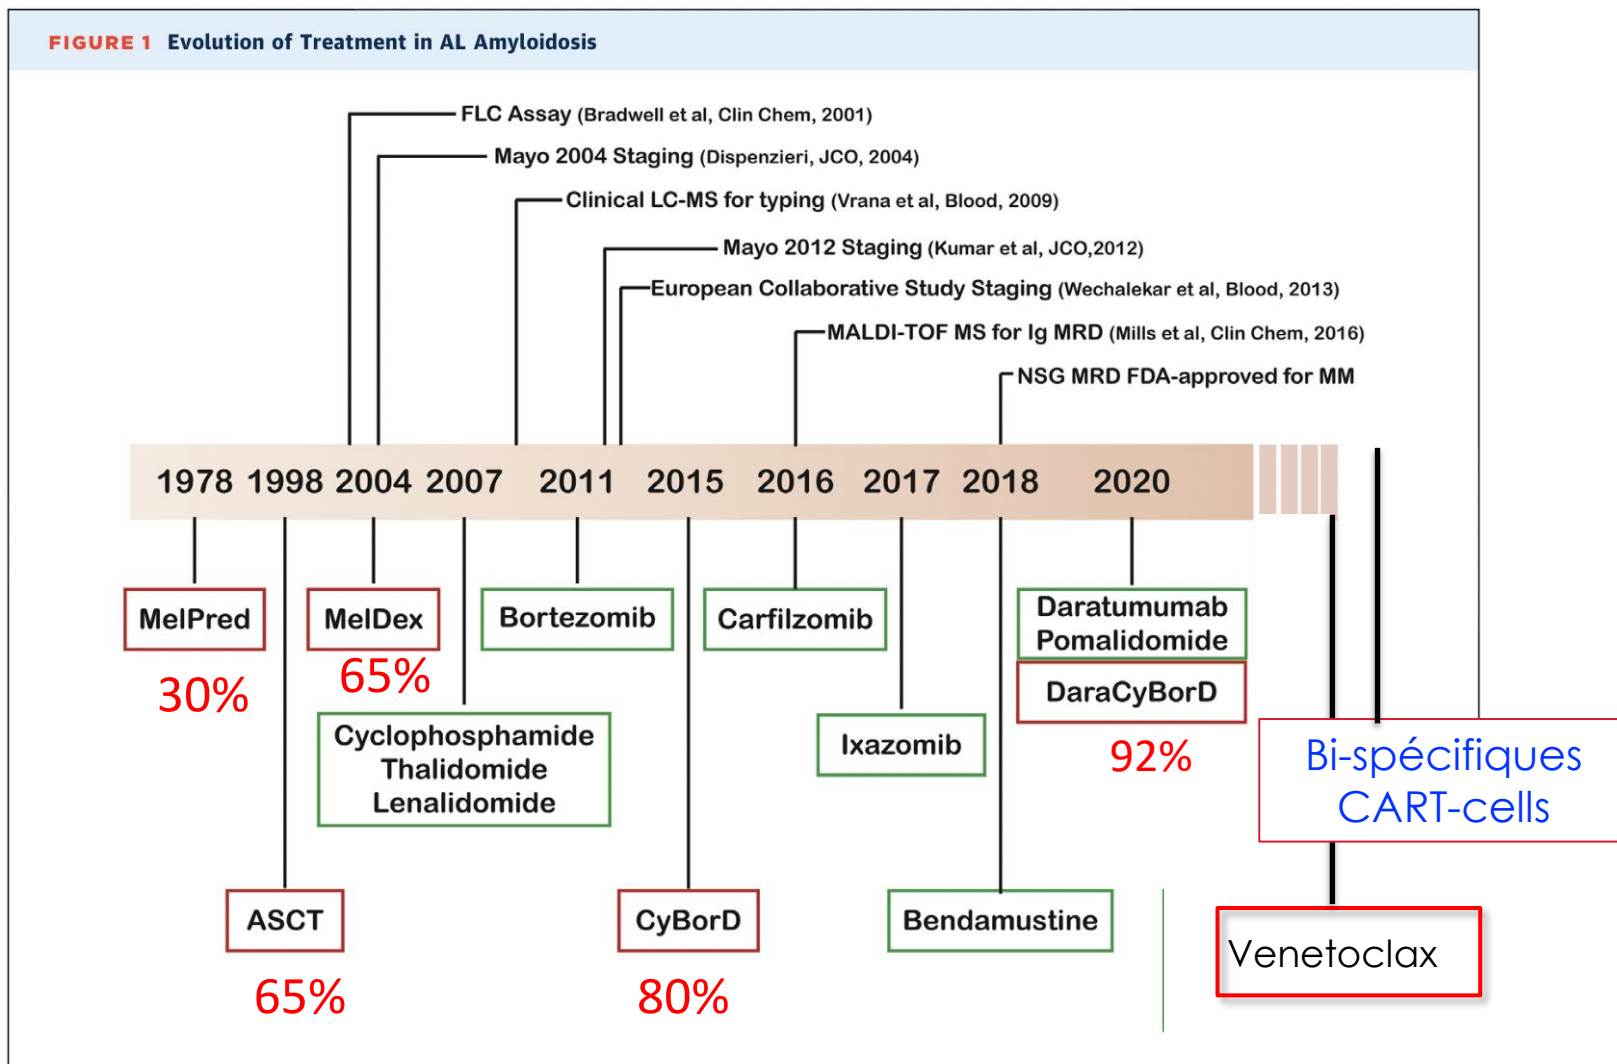 FIGURE 1 Evolution of Treatment in AL Amyloidosis
FLC Assay (Bradwell et al, Clin Chem, 2001)
Mayo 2004 Staging (Dispenzieri, JCO, 2004)
Clinical LC-MS for typing (Vrana et al, Blood, 2009)
Mayo 2012 Staging (Kumar et al, JCO,2012)
European Collaborative Study Staging (Wechalekar et al, Blood, 2013)
MALDI-TOF MS for Ig MRD (Mills et al, Clin Chem, 2016)
NSG MRD FDA-approved for MM
1978 1998 2004 2007 2011 2015 2016 2017 2018 2020
MelPred
30%
MelDex
65%
Bortezomib
Carfilzomib
Daratumumab
Pomalidomide
DaraCyBorD
92%
Cyclophosphamide
Thalidomide
Lenalidomide
Ixazomib
Bi-spécifiques
CART-cells
ASCT
65%
CyBorD
80%
Bendamustine
Venetoclax